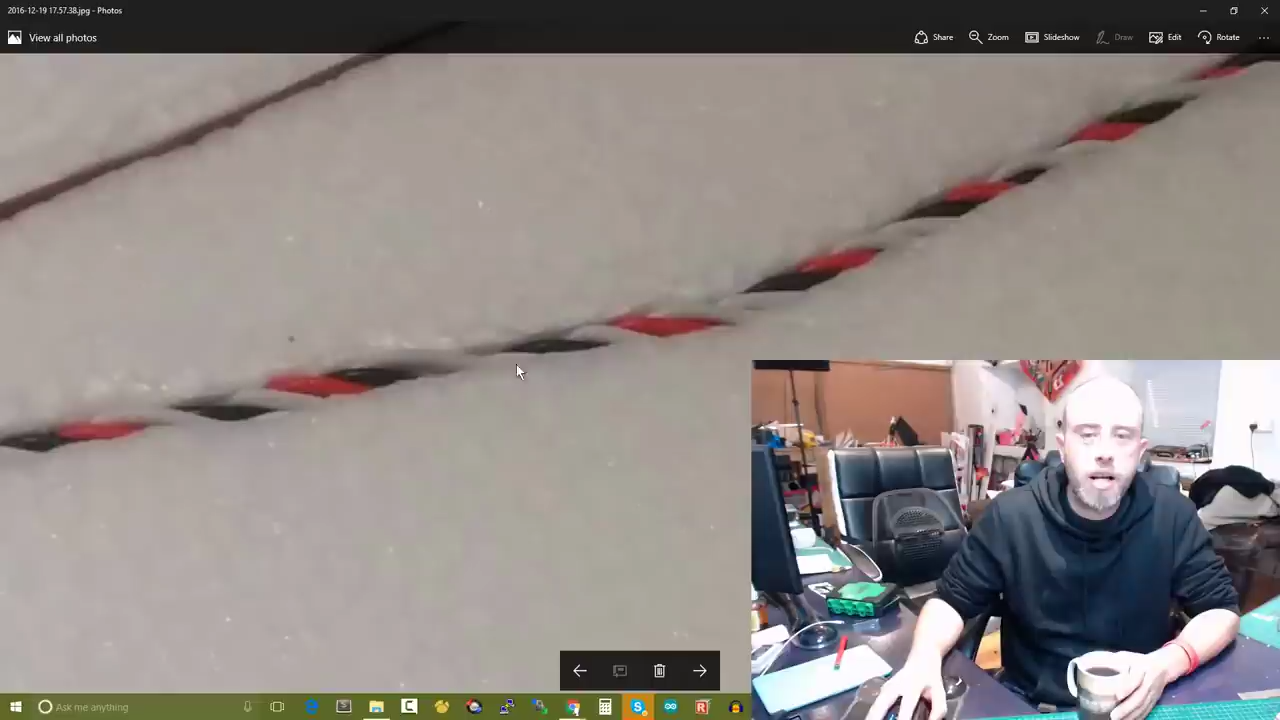 2016-12-19 17.57.38.jpg - Photos
View all photos
Share
Zoom
Slideshow
Draw
Edit
Rotate
Ask me anything